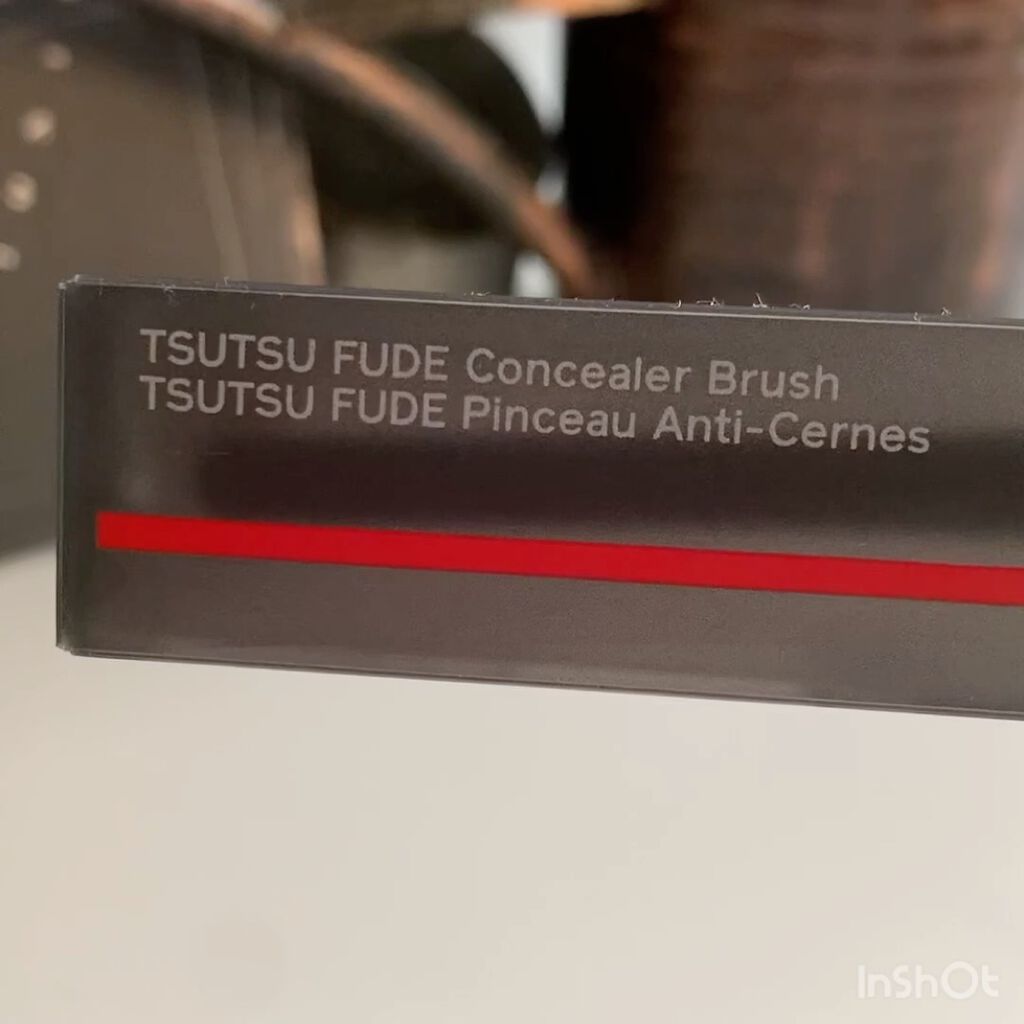 TSUTSU FUDE Concealer Brush
TSUTSU FUDE Pinceau Anti-Cernes
InShOt